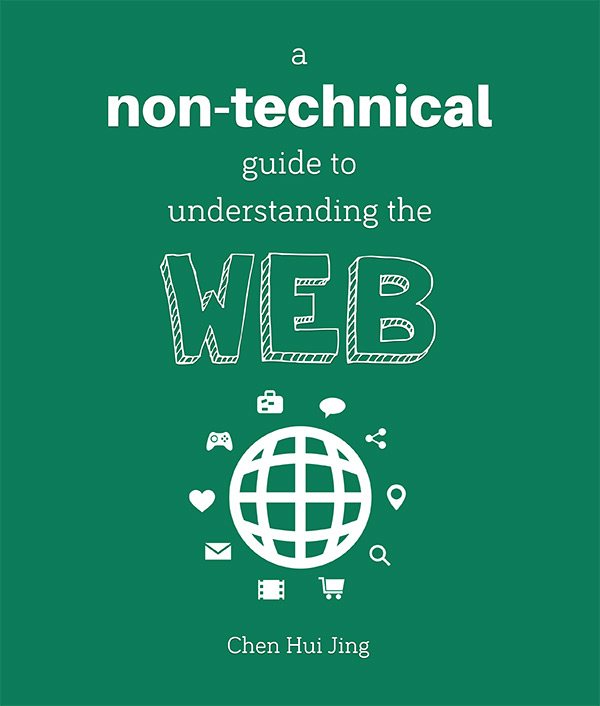 a
non-technical
guide to
understanding the
WEB
Chen Hui Jing